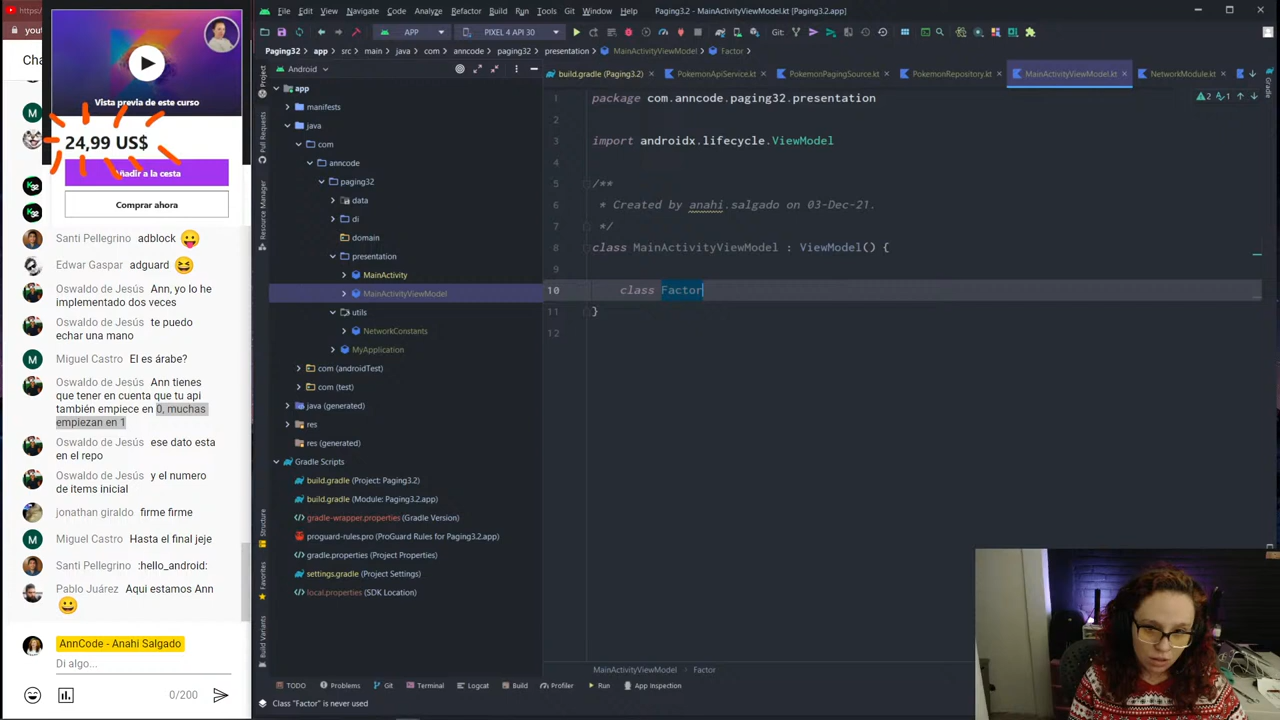 File Edit View Navigate Code Analyze Refactor Build Run Tools Git Window Help Paging3.2 - MainActivityViewModel.kt [Paging3.2.app]
APP
PIXEL 4 API 30
Git:
Paging32 app src main java com anncode paging32 presentation MainActivityViewModel Factor
Vista previa de este curso
24,99 US$
Añadir a la cesta
Comprar ahora
Santi Pellegrino adblock
Edwar Gaspar adguard
Oswaldo de Jesús Ann, yo lo he
implementado dos veces
Oswaldo de Jesús te puedo
echar una mano
M
Miguel Castro El es árabe?
Oswaldo de Jesús Ann tienes
que tener en cuenta que tu api
también empiece en 0, muchas
empiezan en 1
Oswaldo de Jesús ese dato esta
en el repo
Oswaldo de Jesús y el numero
de items inicial
jonathan giraldo firme firme
M
Miguel Castro Hasta el final jeje
Santi Pellegrino :hello_android:
Pablo Juárez Aqui estamos Ann
AnnCode - Anahi Salgado
Di algo...
0/200
Project
Pull Requests
Resource Manager
Structure
Favorites
Build Variants
Android
app
manifests
java
com
anncode
paging32
data
di
domain
presentation
MainActivity
MainActivityViewModel
utils
NetworkConstants
MyApplication
com (androidTest)
com (test)
java (generated)
res
res (generated)
Gradle Scripts
build.gradle (Project: Paging3.2)
build.gradle (Module: Paging3.2.app)
gradle-wrapper.properties (Gradle Version)
proguard-rules.pro (ProGuard Rules for Paging3.2.app)
gradle.properties (Project Properties)
settings.gradle (Project Settings)
local.properties (SDK Location)
build.gradle (Paging3.2) PokemonApiService.kt PokemonPagingSource.kt PokemonRepository.kt MainActivityViewModel.kt NetworkModule.kt
Gradle
2 1
1 package com.anncode.paging32.presentation
2
3 import androidx.lifecycle.ViewModel
4
5 /**
6 * Created by anahi.salgado on 03-Dec-21.
7 */
8 class MainActivityViewModel : ViewModel() {
9
10 class Factor
11 }
12
MainActivityViewModel Factor
TODO Problems Git Terminal Logcat Build Profiler Run App Inspection
Class "Factor" is never used